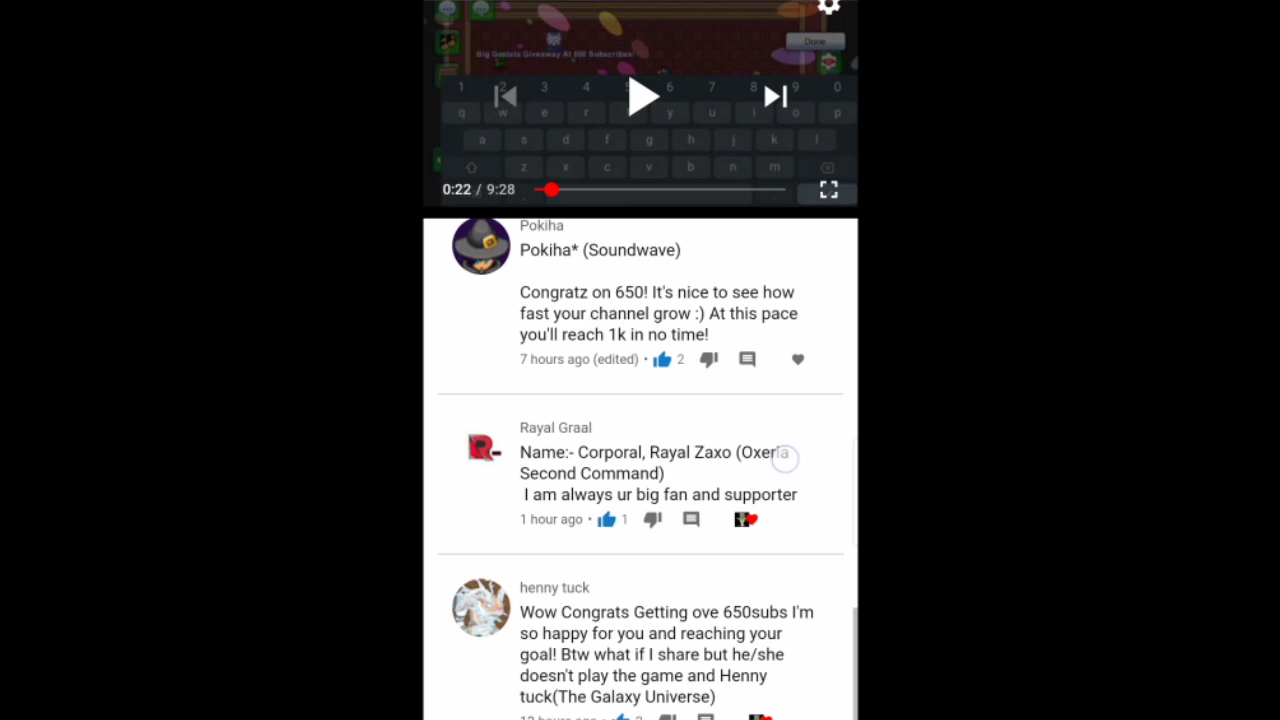 Done
Big Gralats Giveaway At 650 Subscribes!
1 2 3 4 6 7 8 9 0
q w e r y u i o p
a s d f g h j k l
z x c v b n m
0:22 / 9:28
Pokiha
Pokiha* (Soundwave)
Congratz on 650! It's nice to see how
fast your channel grow :) At this pace
you'll reach 1k in no time!
7 hours ago (edited) • 2
Rayal Graal
R-
Name:- Corporal, Rayal Zaxo (Oxeria
Second Command)
I am always ur big fan and supporter
1 hour ago • 1
henny tuck
Wow Congrats Getting ove 650subs I'm
so happy for you and reaching your
goal! Btw what if I share but he/she
doesn't play the game and Henny
tuck(The Galaxy Universe)
hours ago